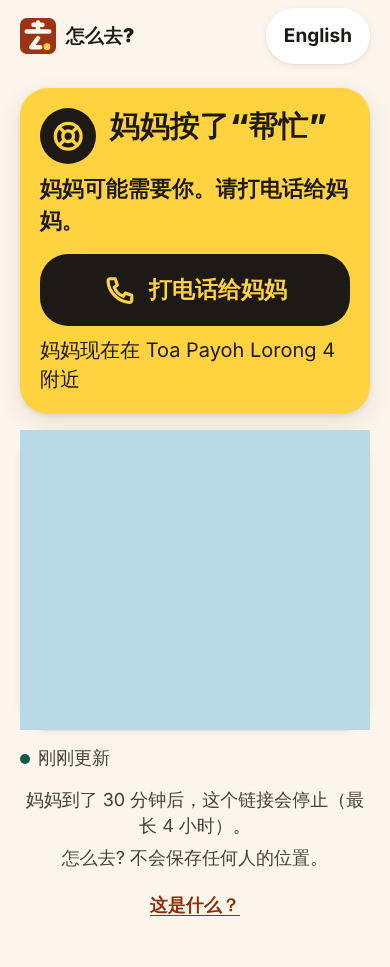 去
怎么去?
English
妈妈按了“帮忙”
妈妈可能需要你。请打电话给妈
妈。
打电话给妈妈
妈妈现在在 Toa Payoh Lorong 4
附近
刚刚更新
妈妈到了 30 分钟后，这个链接会停止（最
长 4 小时）。
怎么去? 不会保存任何人的位置。
这是什么？